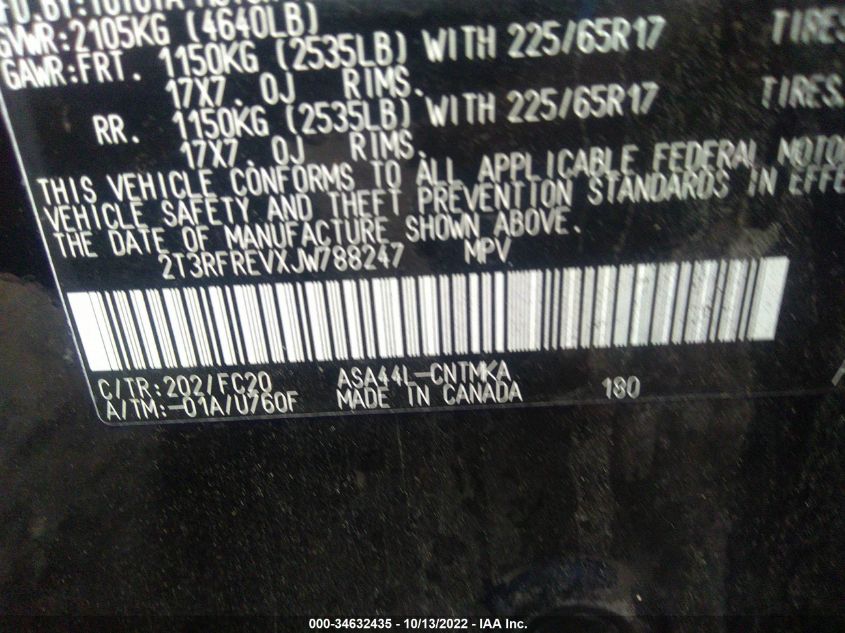 GVWR:2105KG (4640LB)
GAWR:FRT. 1150KG (2535LB) WITH 225/65R17 TIRES
17X7.0J RIMS.
RR. 1150KG (2535LB) WITH 225/65R17 TIRES
17X7.0J RIMS.
THIS VEHICLE CONFORMS TO ALL APPLICABLE FEDERAL MOTO
VEHICLE SAFETY AND THEFT PREVENTION STANDARDS IN EFFE
THE DATE OF MANUFACTURE SHOWN ABOVE.
2T3RFREVXJW788247 MPV
C/TR:202/FC20 ASA44L-CNTMKA 180
A/TM:-01A/U760F MADE IN CANADA
000-34632435 - 10/13/2022 - IAA Inc.